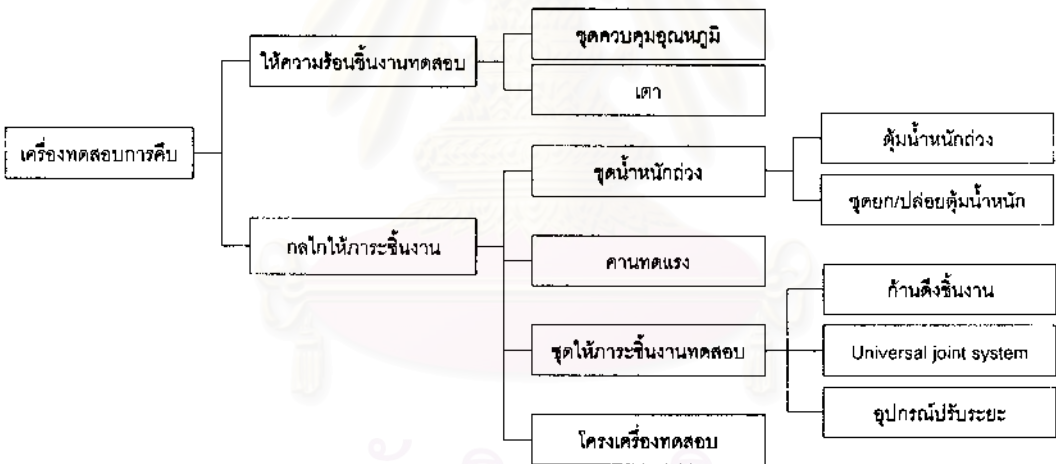 ชุดควบคุมอุณหภูมิ
ให้ความร้อนชิ้นงานทดสอบ
เตา
เครื่องทดสอบการคืบ
ตุ้มน้ำหนักถ่วง
ชุดน้ำหนักถ่วง
ชุดยก/ปล่อยตุ้มน้ำหนัก
กลไกให้ภาระชิ้นงาน
คานทดแรง
ก้านดึงชิ้นงาน
ชุดให้ภาระชิ้นงานทดสอบ
Universal joint system
อุปกรณ์ปรับระยะ
โครงเครื่องทดสอบ